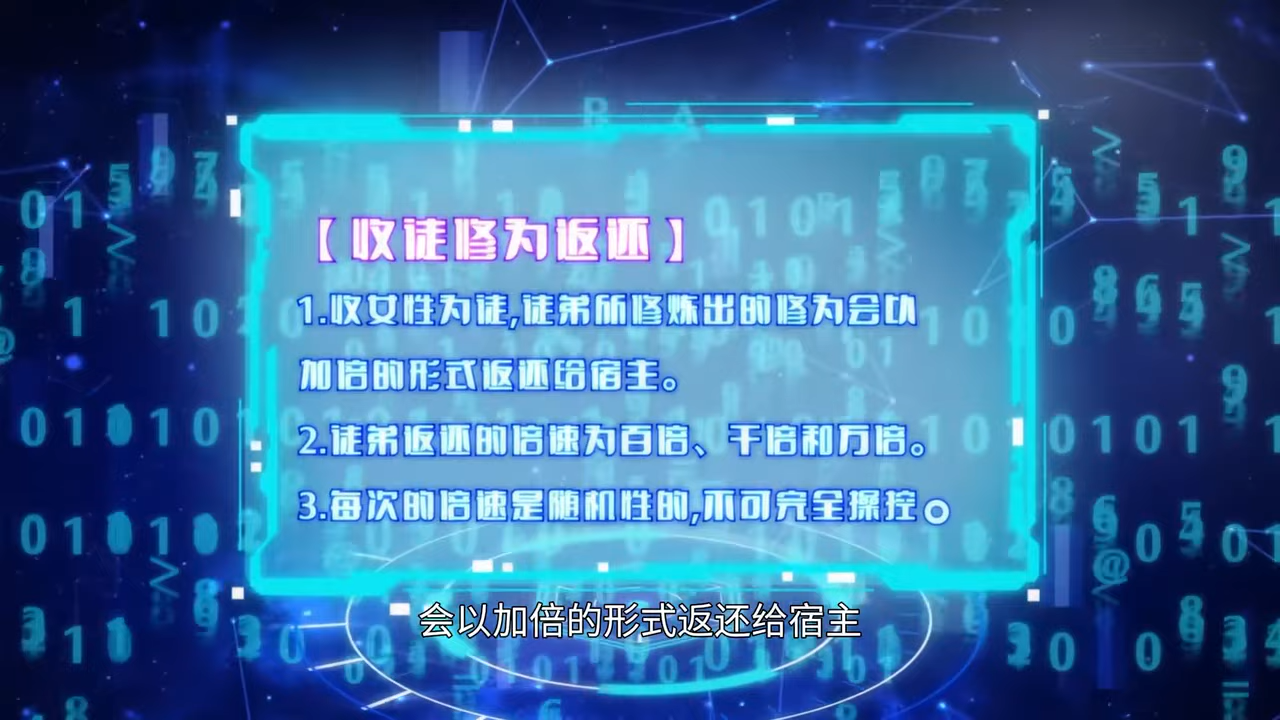 【收徒修为返还】
1.收女性为徒,徒弟所修炼出的修为会以
加倍的形式返还给宿主。
2.徒弟返还的倍速为百倍、千倍和万倍。
3.每次的倍速是随机性的,不可完全操控。
会以加倍的形式返还给宿主